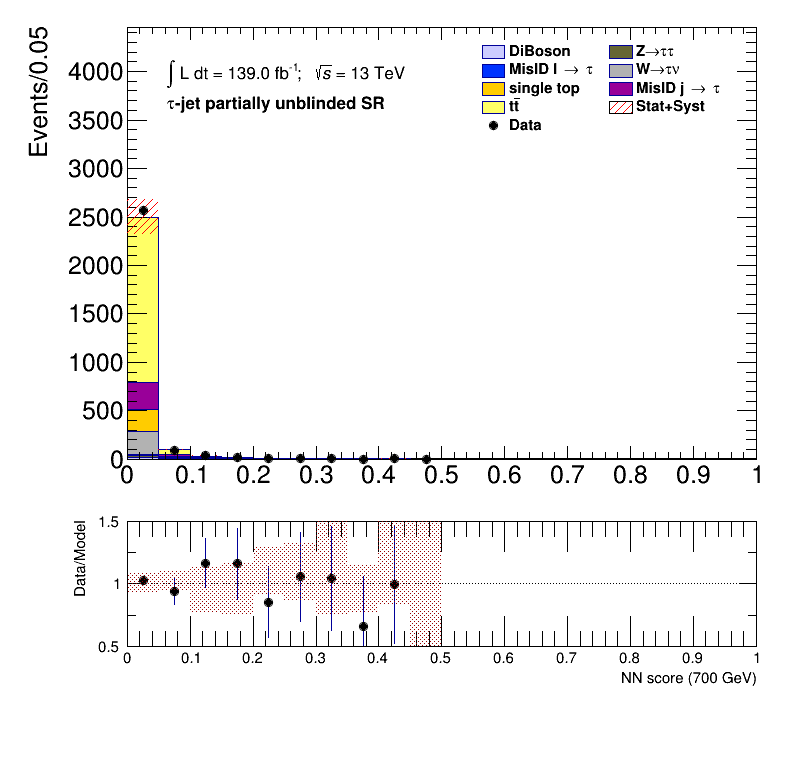 Events/0.05
4000
3500
3000
2500
2000
1500
1000
500
0
∫ L dt = 139.0 fb⁻¹; √s = 13 TeV
τ-jet partially unblinded SR
DiBoson
MisID l → τ
single top
tt̄
Data
Z→ττ
W→τν
MisID j → τ
Stat+Syst
0 0.1 0.2 0.3 0.4 0.5 0.6 0.7 0.8 0.9 1
Data/Model
1.5
1
0.5
0 0.1 0.2 0.3 0.4 0.5 0.6 0.7 0.8 0.9 1
NN score (700 GeV)